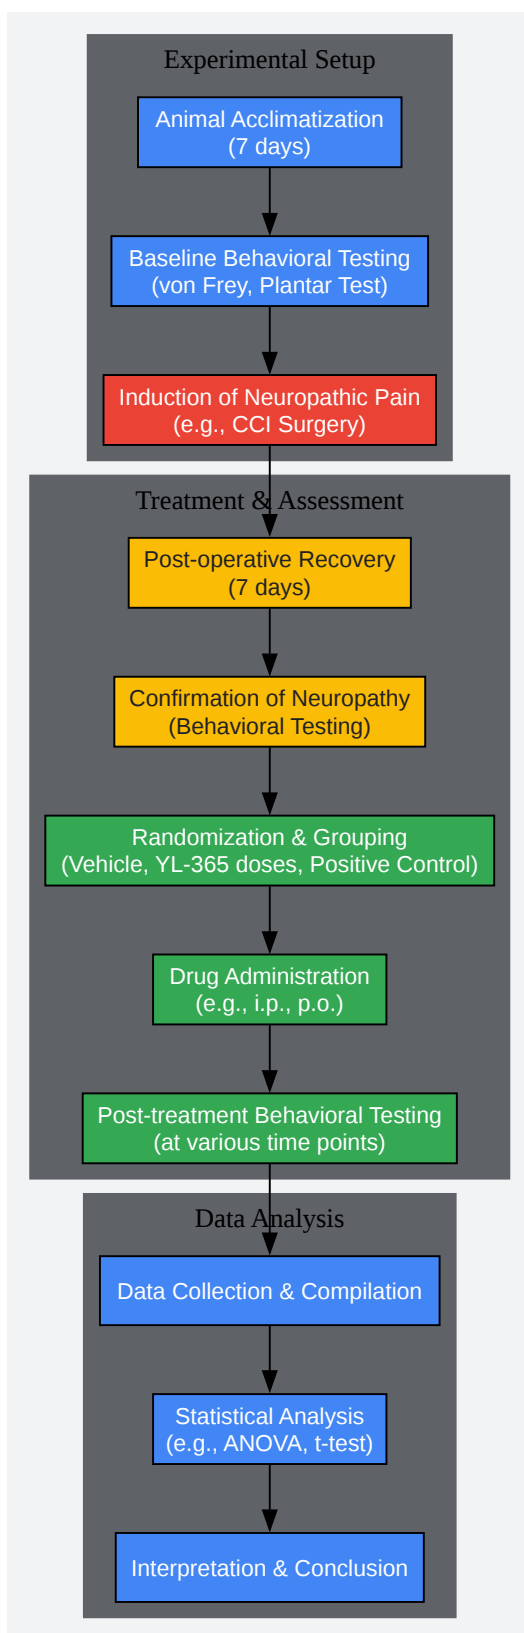 Experimental Setup
Animal Acclimatization
(7 days)
Baseline Behavioral Testing
(von Frey, Plantar Test)
Induction of Neuropathic Pain
(e.g., CCI Surgery)
Treatment & Assessment
Post-operative Recovery
(7 days)
Confirmation of Neuropathy
(Behavioral Testing)
Randomization & Grouping
(Vehicle, YL-365 doses, Positive Control)
Drug Administration
(e.g., i.p., p.o.)
Post-treatment Behavioral Testing
(at various time points)
Data Analysis
Data Collection & Compilation
Statistical Analysis
(e.g., ANOVA, t-test)
Interpretation & Conclusion